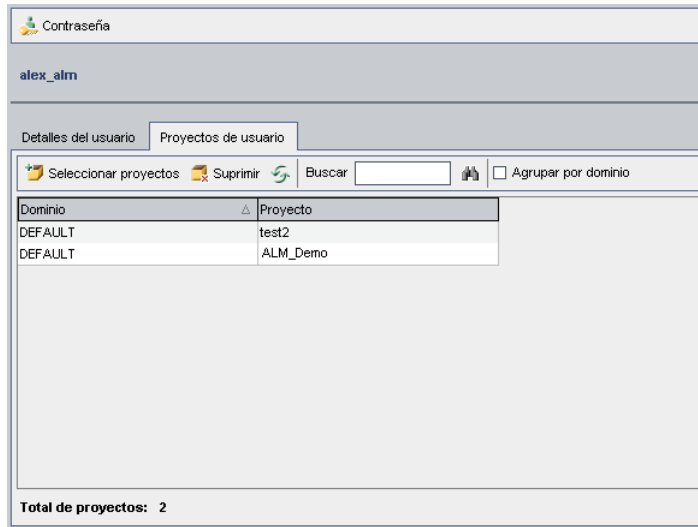 Contraseña
alex_alm
Detalles del usuario Proyectos de usuario
Seleccionar proyectos Suprimir Buscar Agrupar por dominio
Dominio Proyecto
DEFAULT test2
DEFAULT ALM_Demo
Total de proyectos: 2